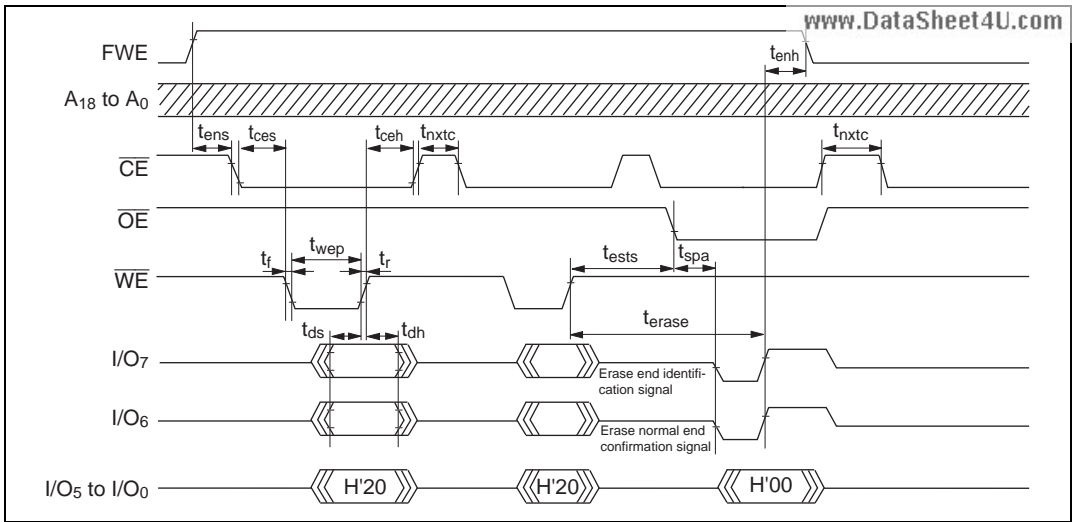 www.DataSheet4U.com
FWE
tenh
A18 to A0
tens
tces
tceh
tnxtc
tnxtc
CE
OE
twep
tests
tspa
tf
tr
WE
terase
tds
tdh
I/O7
Erase end identifi-
cation signal
I/O6
Erase normal end
confirmation signal
I/O5 to I/O0
H'20
H'20
H'00